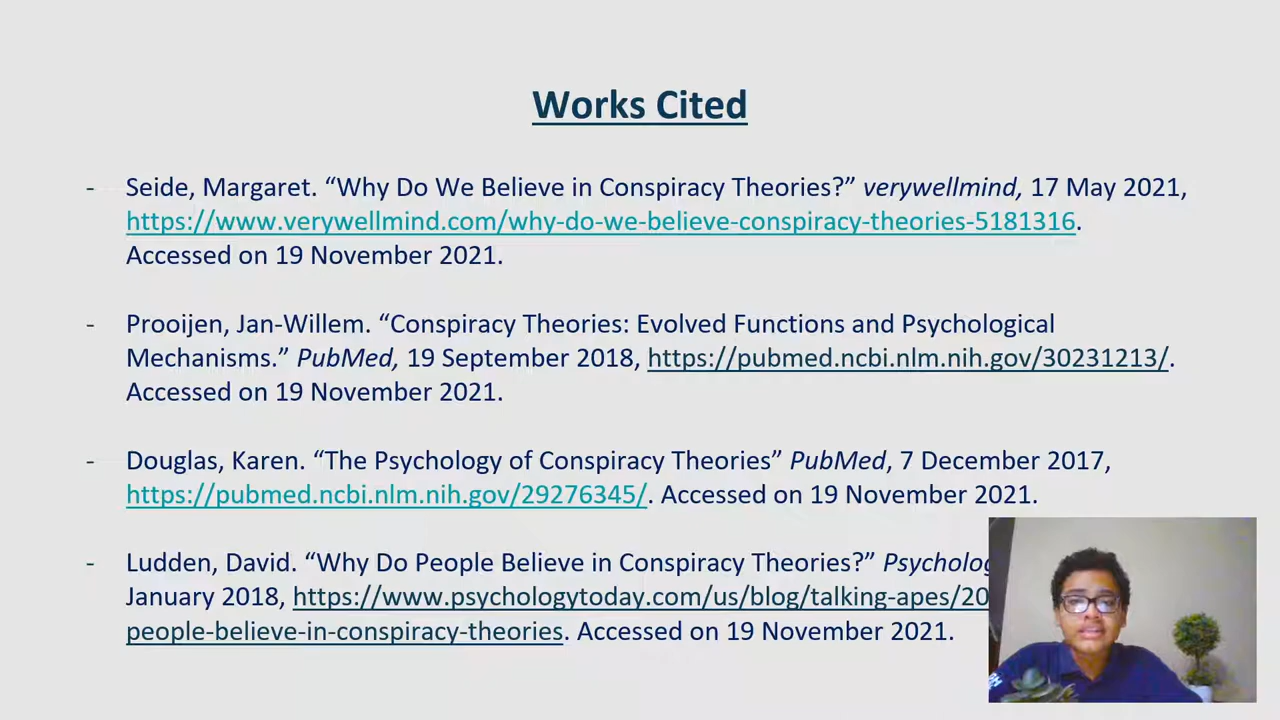 Works Cited
- Seide, Margaret. “Why Do We Believe in Conspiracy Theories?” verywellmind, 17 May 2021,
https://www.verywellmind.com/why-do-we-believe-conspiracy-theories-5181316.
Accessed on 19 November 2021.
- Prooijen, Jan-Willem. “Conspiracy Theories: Evolved Functions and Psychological
Mechanisms.” PubMed, 19 September 2018, https://pubmed.ncbi.nlm.nih.gov/30231213/.
Accessed on 19 November 2021.
- Douglas, Karen. “The Psychology of Conspiracy Theories” PubMed, 7 December 2017,
https://pubmed.ncbi.nlm.nih.gov/29276345/. Accessed on 19 November 2021.
- Ludden, David. “Why Do People Believe in Conspiracy Theories?” Psycholog
January 2018, https://www.psychologytoday.com/us/blog/talking-apes/20
people-believe-in-conspiracy-theories. Accessed on 19 November 2021.